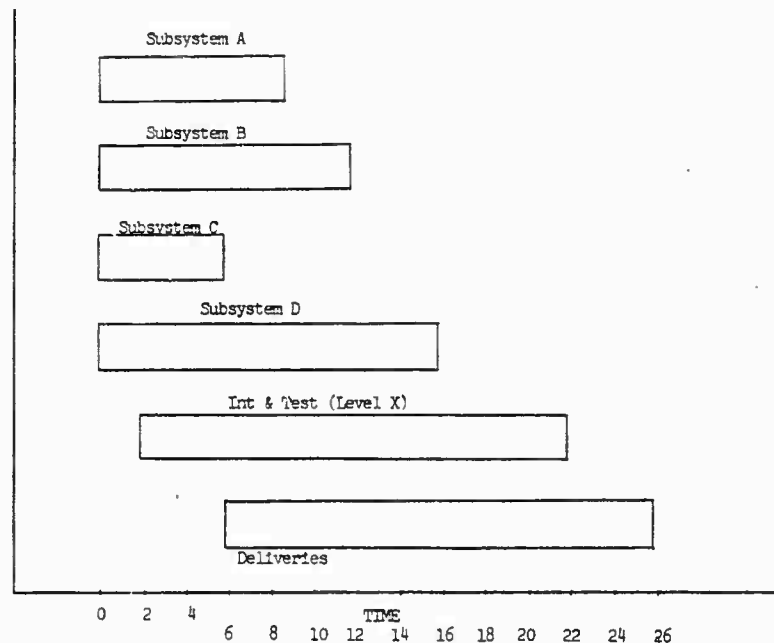 Subsystem A
Subsystem B
Subsystem C
Subsystem D
Int & Test (Level X)
Deliveries
0 2 4 TIME
6 8 10 12 14 16 18 20 22 24 26